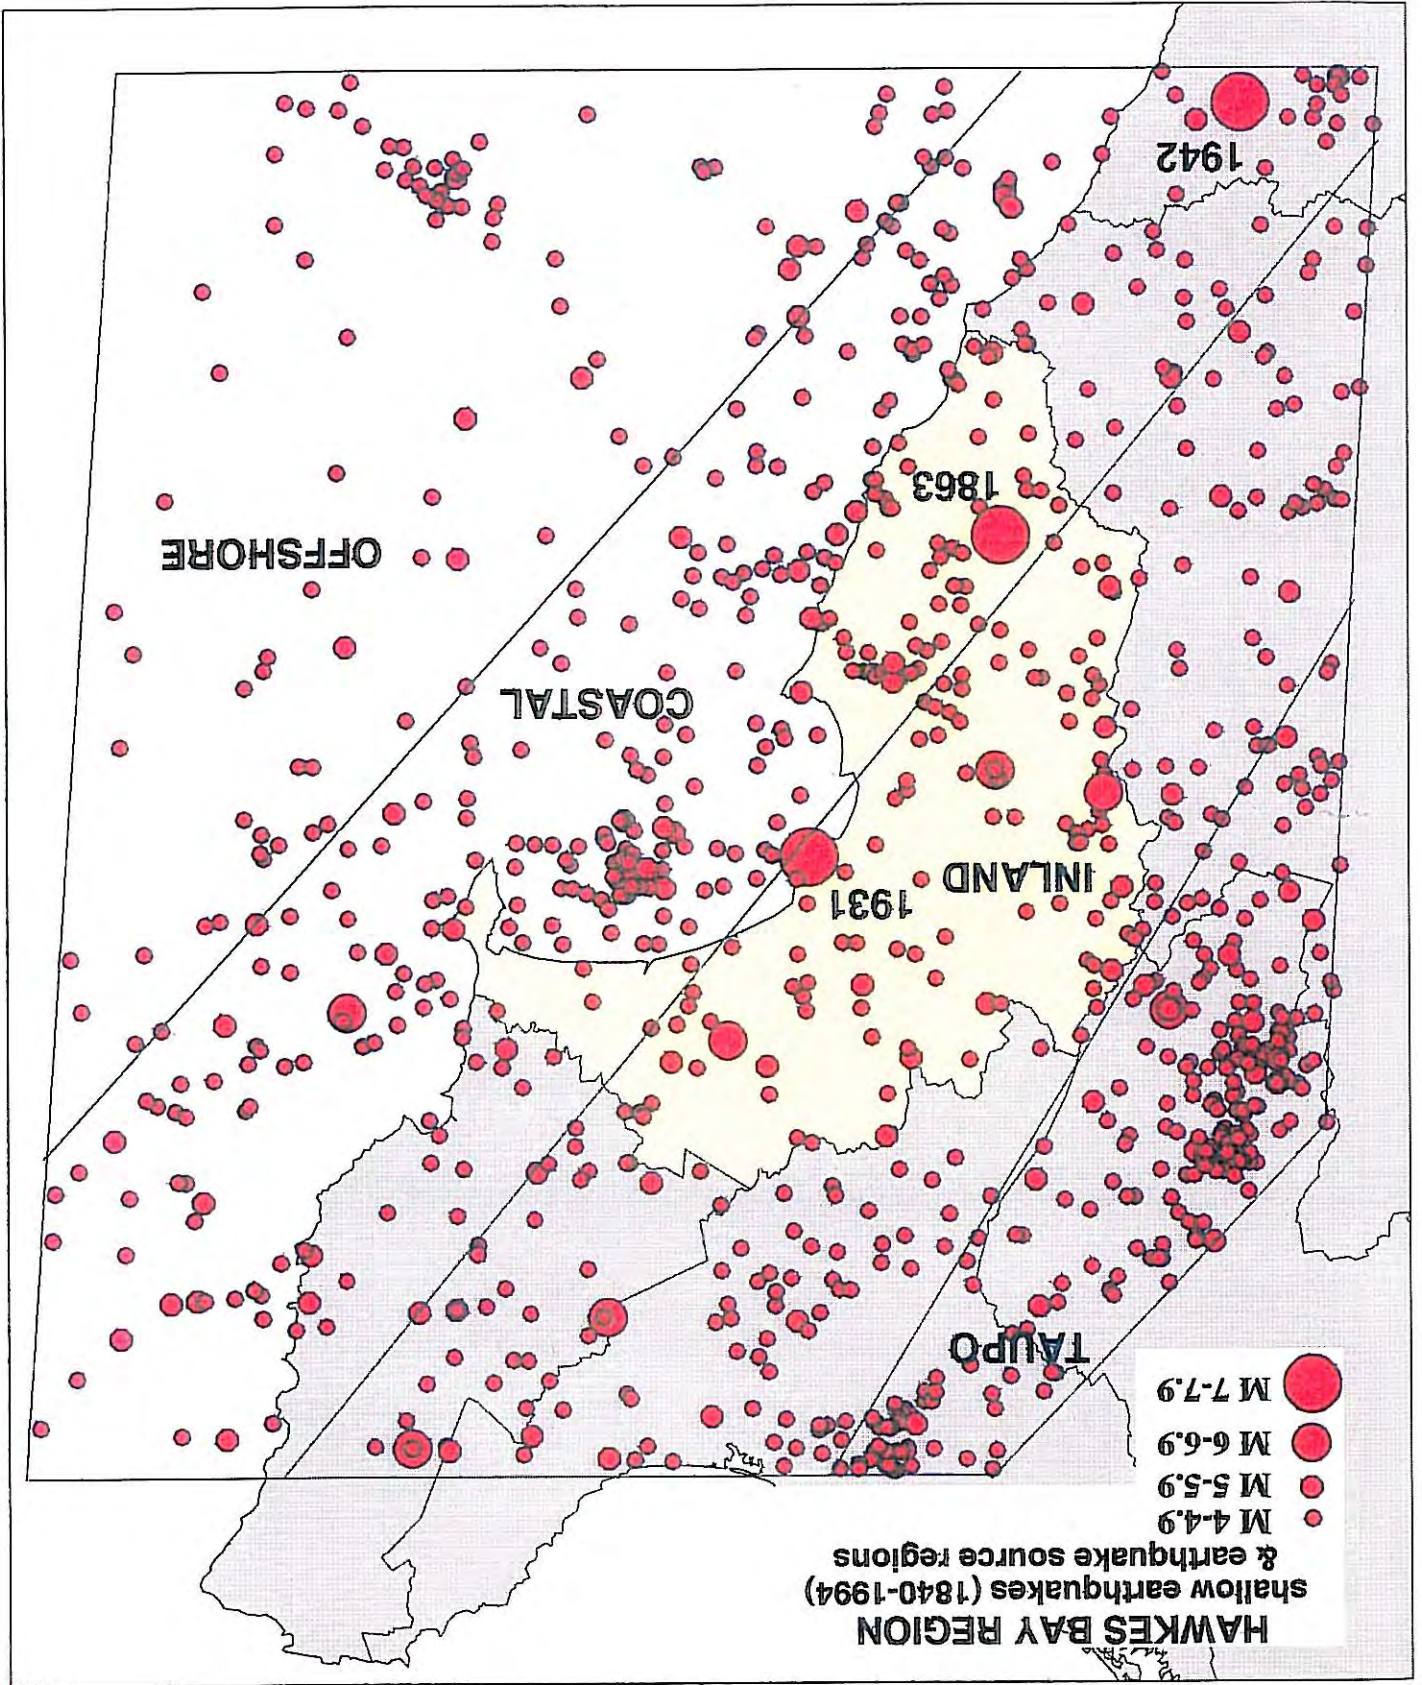 HAWKES BAY REGION
shallow earthquakes (1840-1994)
& earthquake source regions
M 4-4.9
M 5-5.9
M 6-6.9
M 7-7.9
TAUPO
1931
INLAND
COASTAL
OFFSHORE
1863
1942